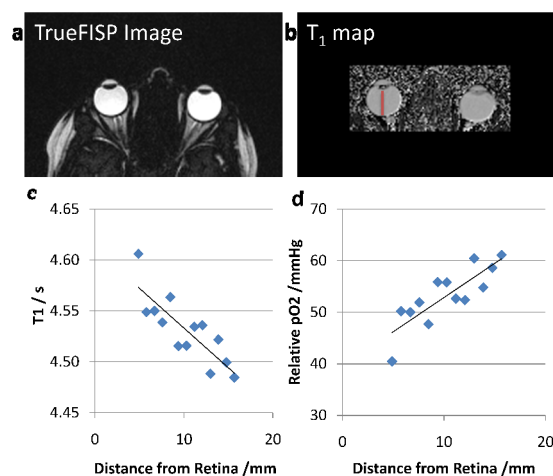 a TrueFISP Image
b T1 map
c
4.65
4.60
4.55
4.50
4.45
T1 / s
0 10 20
Distance from Retina /mm
d
70
60
50
40
30
Relative pO2 /mmHg
0 10 20
Distance from Retina /mm